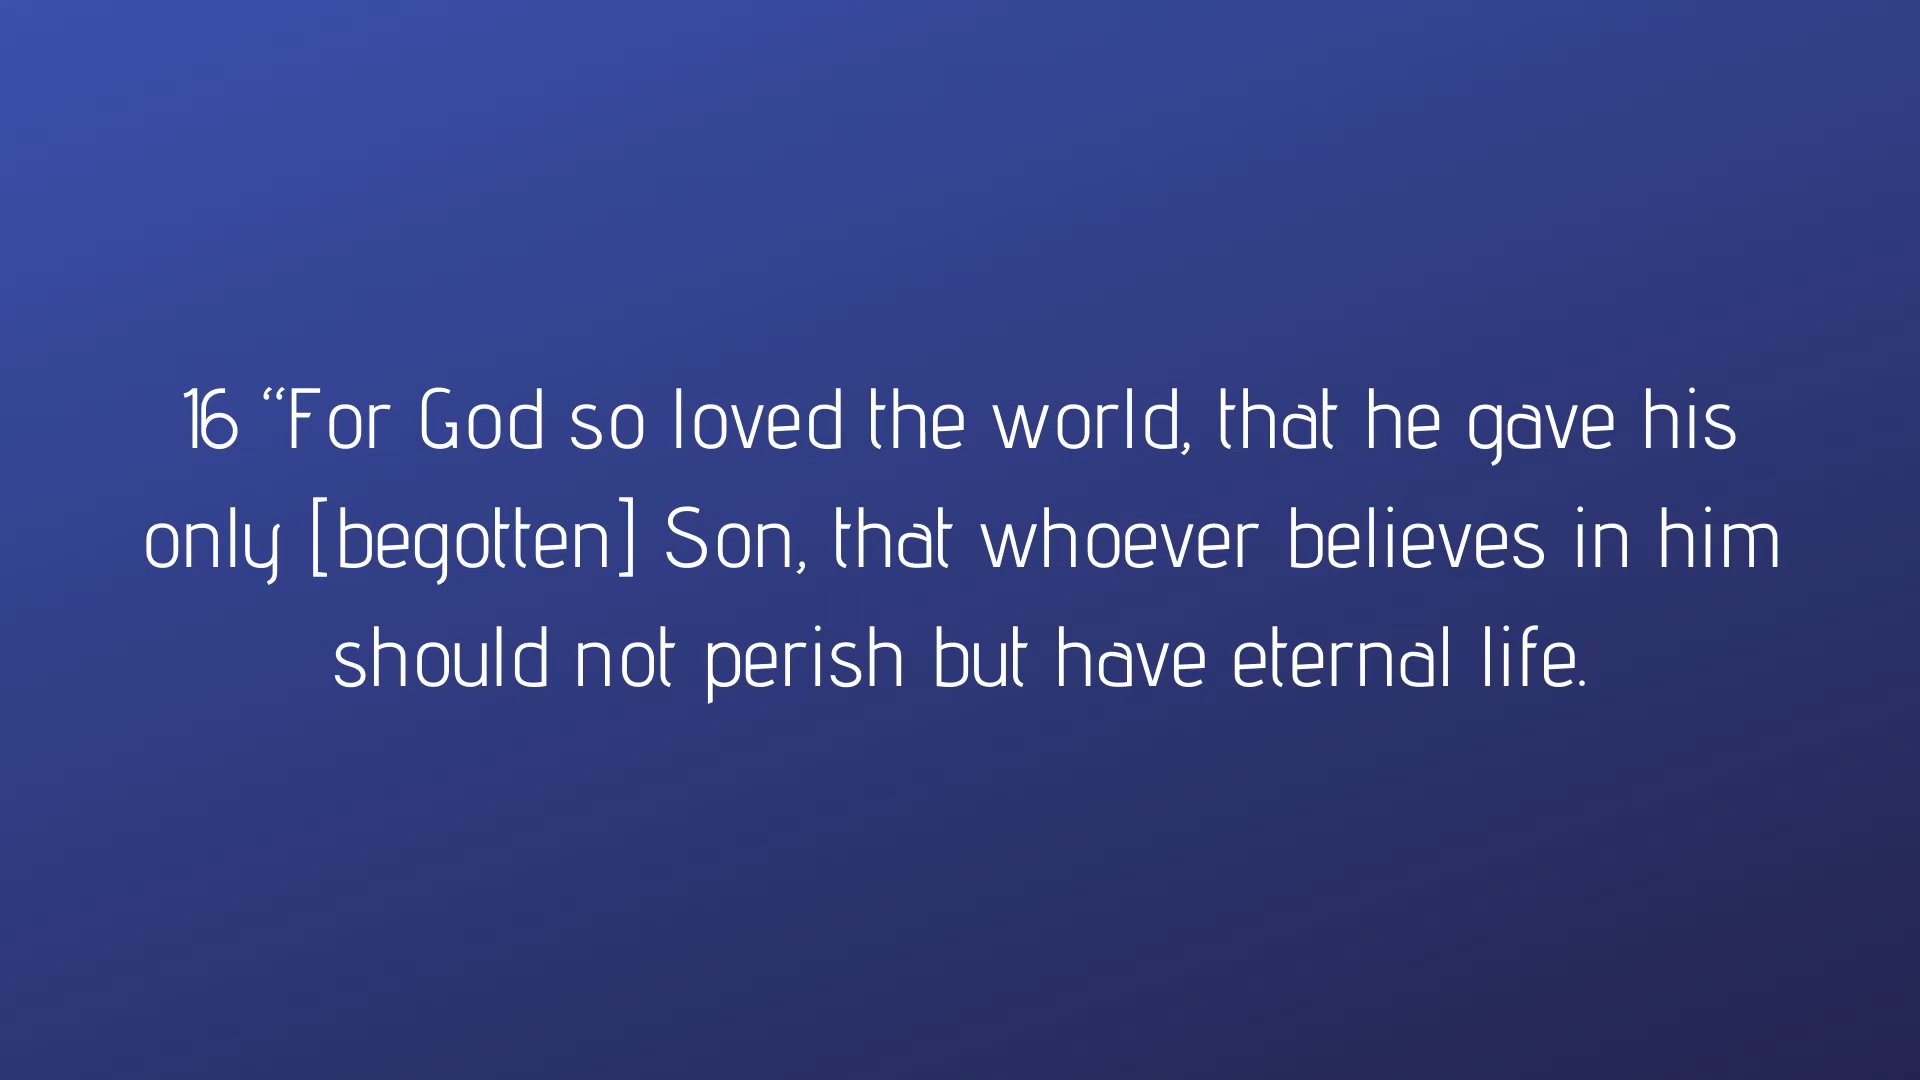 16 “For God so loved the world, that he gave his
only [begotten] Son, that whoever believes in him
should not perish but have eternal life.